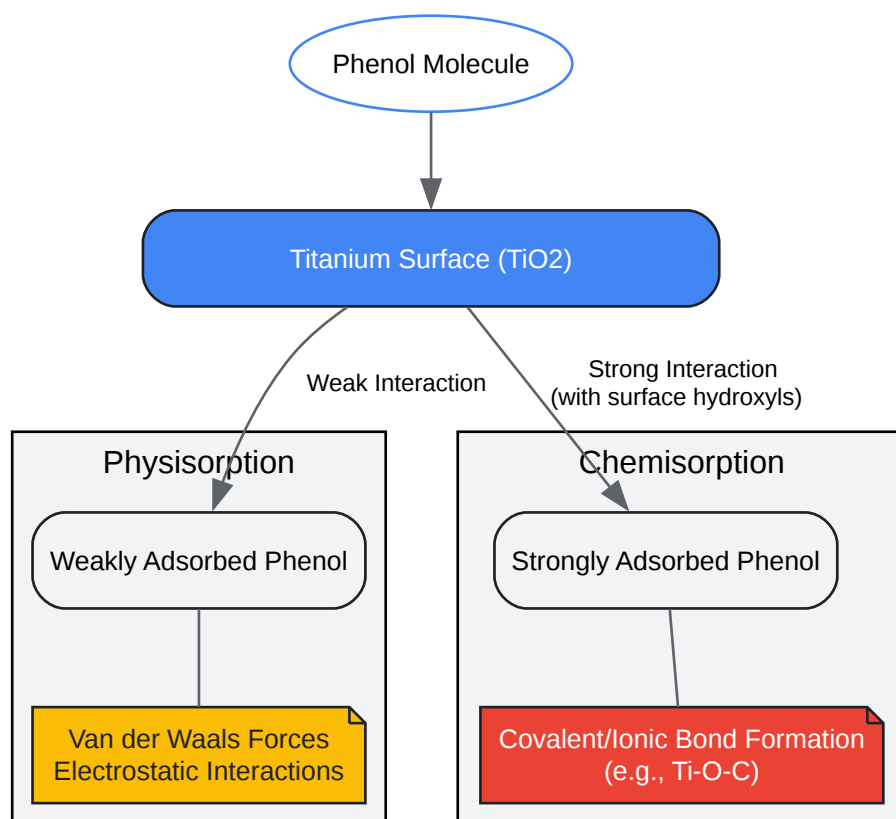 Phenol Molecule
Titanium Surface (TiO2)
Weak Interaction
Strong Interaction
(with surface hydroxyls)
Physisorption
Weakly Adsorbed Phenol
Van der Waals Forces
Electrostatic Interactions
Chemisorption
Strongly Adsorbed Phenol
Covalent/Ionic Bond Formation
(e.g., Ti-O-C)